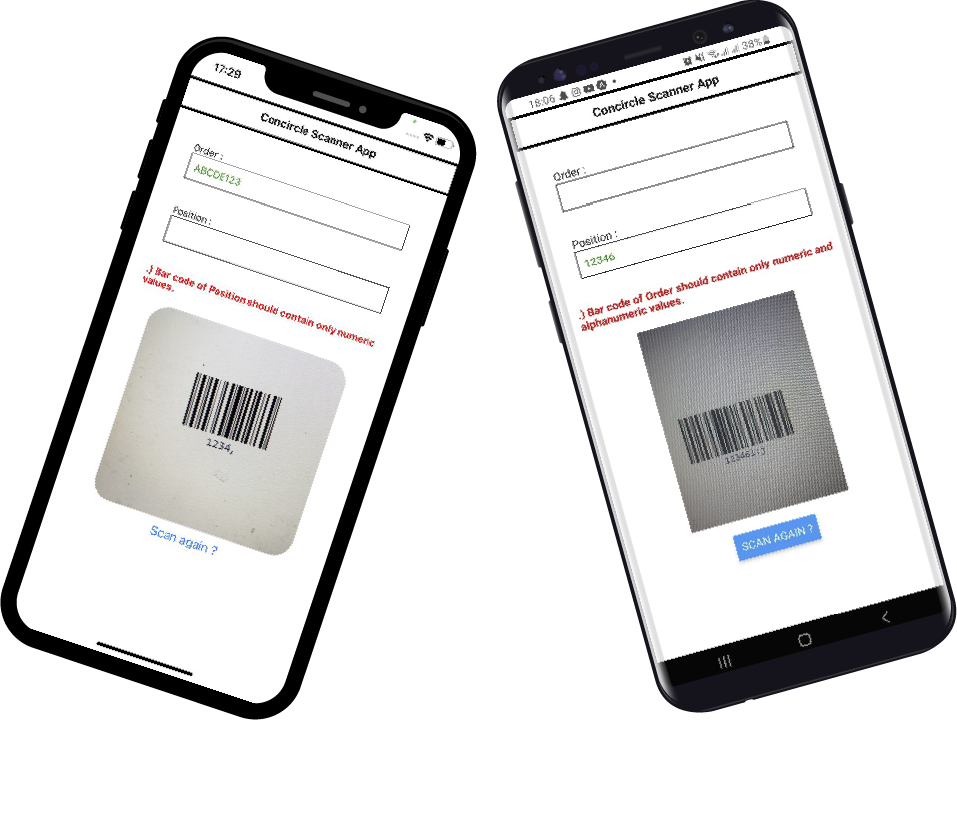 17:29
Concircle Scanner App
Order :
ABCDE123
Position :
.) Bar code of Position should contain only numeric
values.
1234,
Scan again ?
18:06
38%
Concircle Scanner App
Order :
Position :
12346
.) Bar code of Order should contain only numeric and
alphanumeric values.
SCAN AGAIN ?